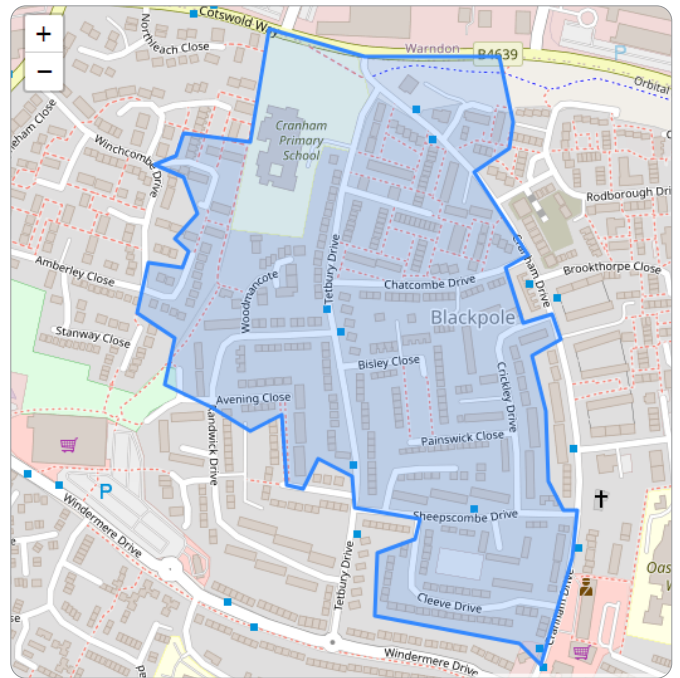 +
−
Cotswold Way
Northleach Close
Warndon
B4639
Orbital
Winchcombe Drive
Cranham
Primary
School
Rodborough Dri
Cranham Drive
Brookthorpe Close
Amberley Close
Tetbury Drive
Woodmancote
Chatcombe Drive
Blackpole
Stanway Close
Bisley Close
Crickley Drive
Avening Close
Randwick Drive
Painswick Close
P
Windermere Drive
Sheepscombe Drive
Tetbury Drive
Oas
Cleeve Drive
Cranham Drive
Windermere Drive